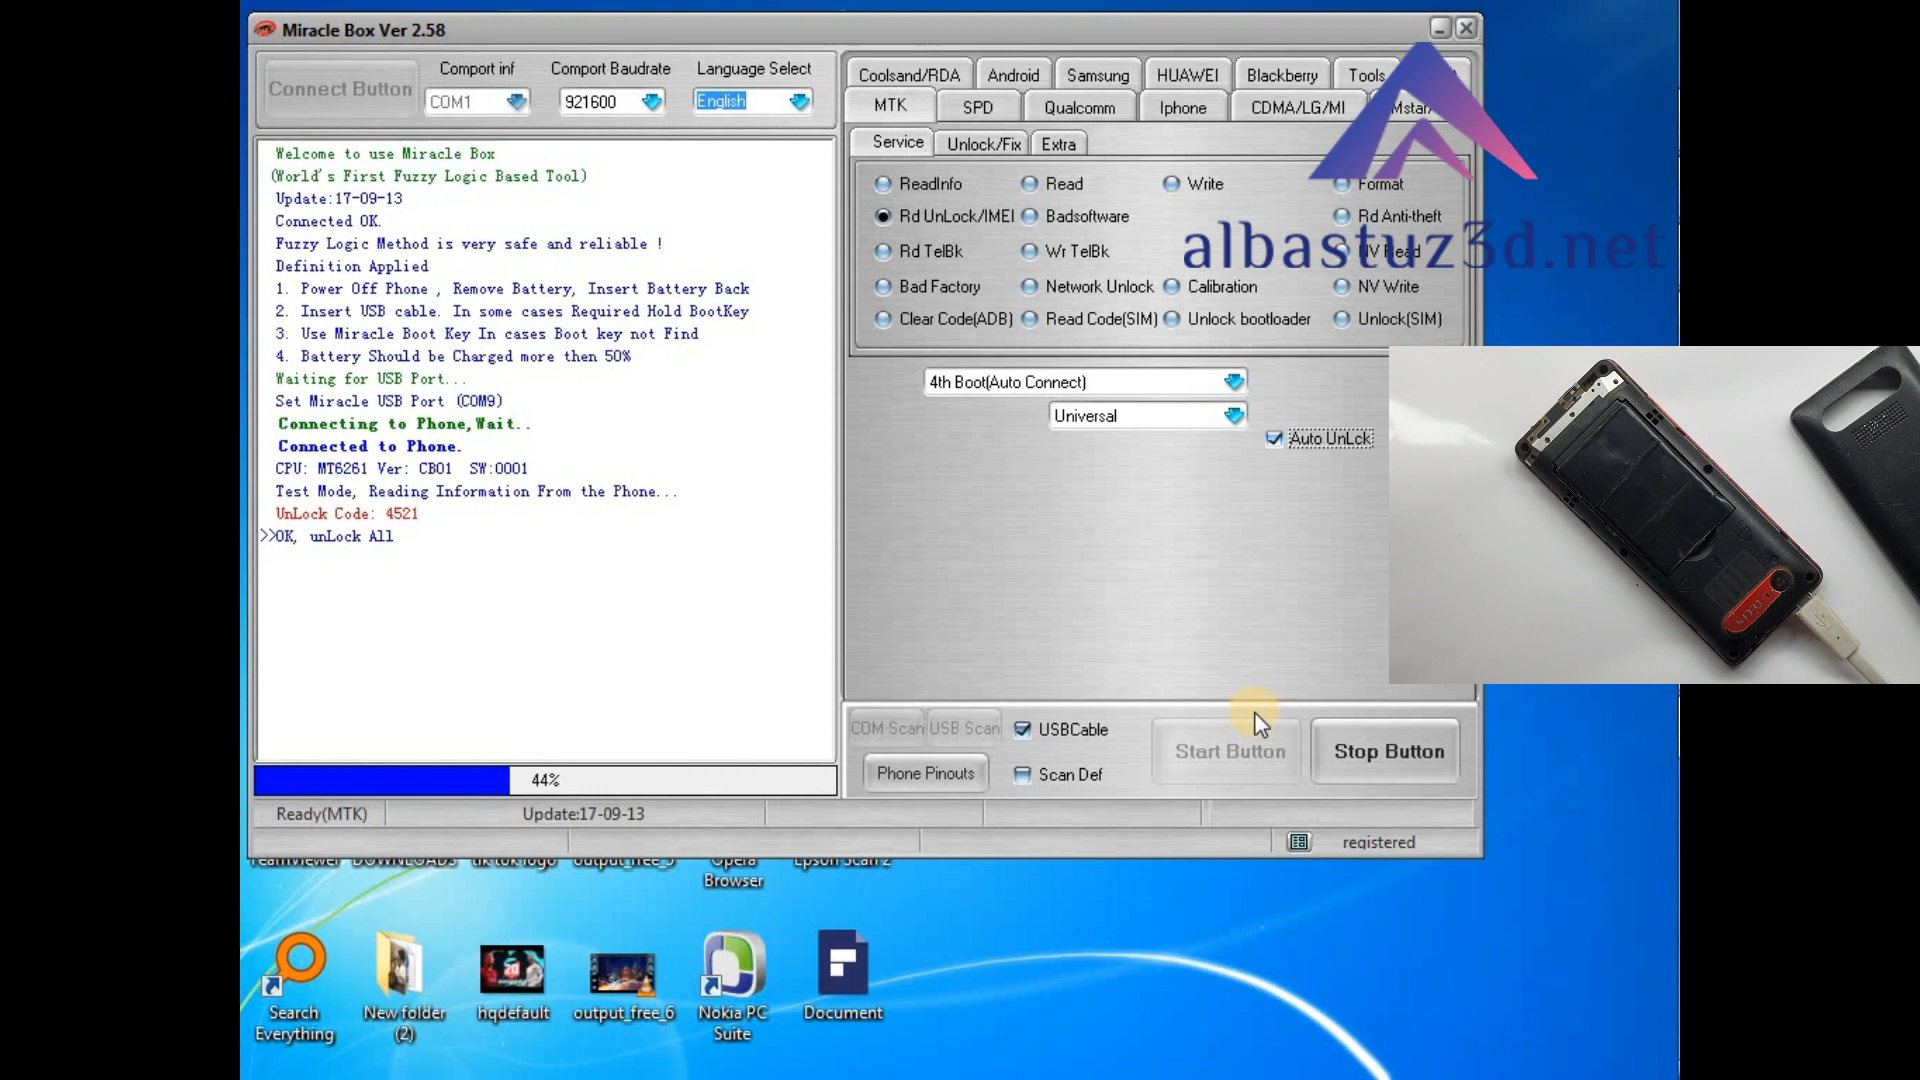 Miracle Box Ver 2.58
Connect Button
Comport inf
Comport Baudrate
Language Select
COM1
921600
English
Welcome to use Miracle Box
(World's First Fuzzy Logic Based Tool)
Update:17-09-13
Connected OK.
Fuzzy Logic Method is very safe and reliable !
Definition Applied
1. Power Off Phone , Remove Battery, Insert Battery Back
2. Insert USB cable. In some cases Required Hold BootKey
3. Use Miracle Boot Key In cases Boot key not Find
4. Battery Should be Charged more then 50%
Waiting for USB Port...
Set Miracle USB Port (COM9)
Connecting to Phone,Wait..
Connected to Phone.
CPU: MT6261 Ver: CB01 SW:0001
Test Mode, Reading Information From the Phone...
UnLock Code: 4521
>>OK, unLock All
44%
Coolsand/RDA Android Samsung HUAWEI Blackberry Tools
MTK SPD Qualcomm Iphone CDMA/LG/MI Mstar
Service Unlock/Fix Extra
ReadInfo Read Write Format
Rd UnLock/IMEI Badsoftware Rd Anti-theft
Rd TelBk Wr TelBk NV Read
Bad Factory Network Unlock Calibration NV Write
Clear Code(ADB) Read Code(SIM) Unlock bootloader Unlock(SIM)
albastuz3d.net
4th Boot(Auto Connect)
Universal
Auto UnLck
COM Scan USB Scan USBCable
Phone Pinouts Scan Def
Start Button
Stop Button
Ready(MTK) Update:17-09-13
registered
TeamViewer DOWNLOADS tik tok logo output_free_5 Opera Browser Epson Scan 2
Search Everything
New folder (2)
hqdefault
output_free_6
Nokia PC Suite
Document